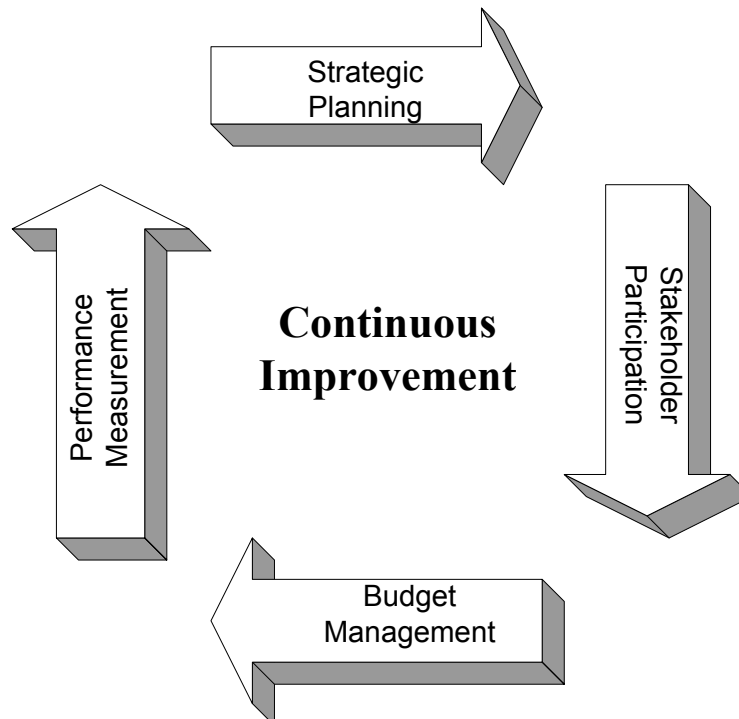 Strategic
Planning
Stakeholder
Participation
Continuous
Improvement
Performance
Measurement
Budget
Management